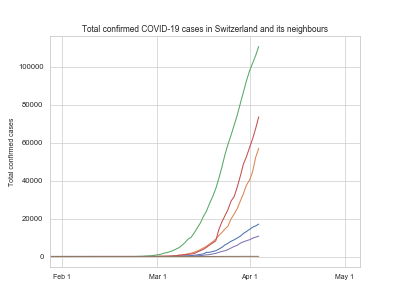 Total confirmed COVID-19 cases in Switzerland and its neighbours
Total confirmed cases
100000
80000
60000
40000
20000
0
Feb 1
Mar 1
Apr 1
May 1